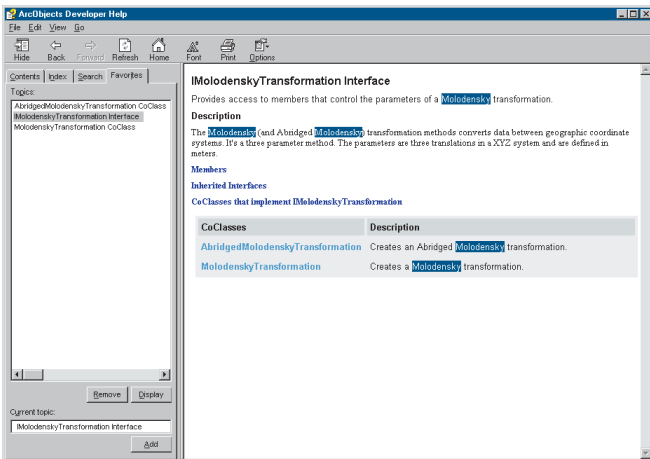 ArcObjects Developer Help
File Edit View Go
Hide Back Forward Refresh Home Font Print Options
Contents Index Search Favorites
Topics:
AbridgedMolodenskyTransformation CoClass
IMolodenskyTransformation Interface
MolodenskyTransformation CoClass
Remove Display
Current topic:
IMolodenskyTransformation Interface
Add
IMolodenskyTransformation Interface
Provides access to members that control the parameters of a Molodensky transformation.
Description
The Molodensky (and Abridged Molodensky) transformation methods converts data between geographic coordinate
systems. It's a three parameter method. The parameters are three translations in a XYZ system and are defined in
meters.
Members
Inherited Interfaces
CoClasses that implement IMolodenskyTransformation
CoClasses Description
AbridgedMolodenskyTransformation Creates an Abridged Molodensky transformation.
MolodenskyTransformation Creates a Molodensky transformation.